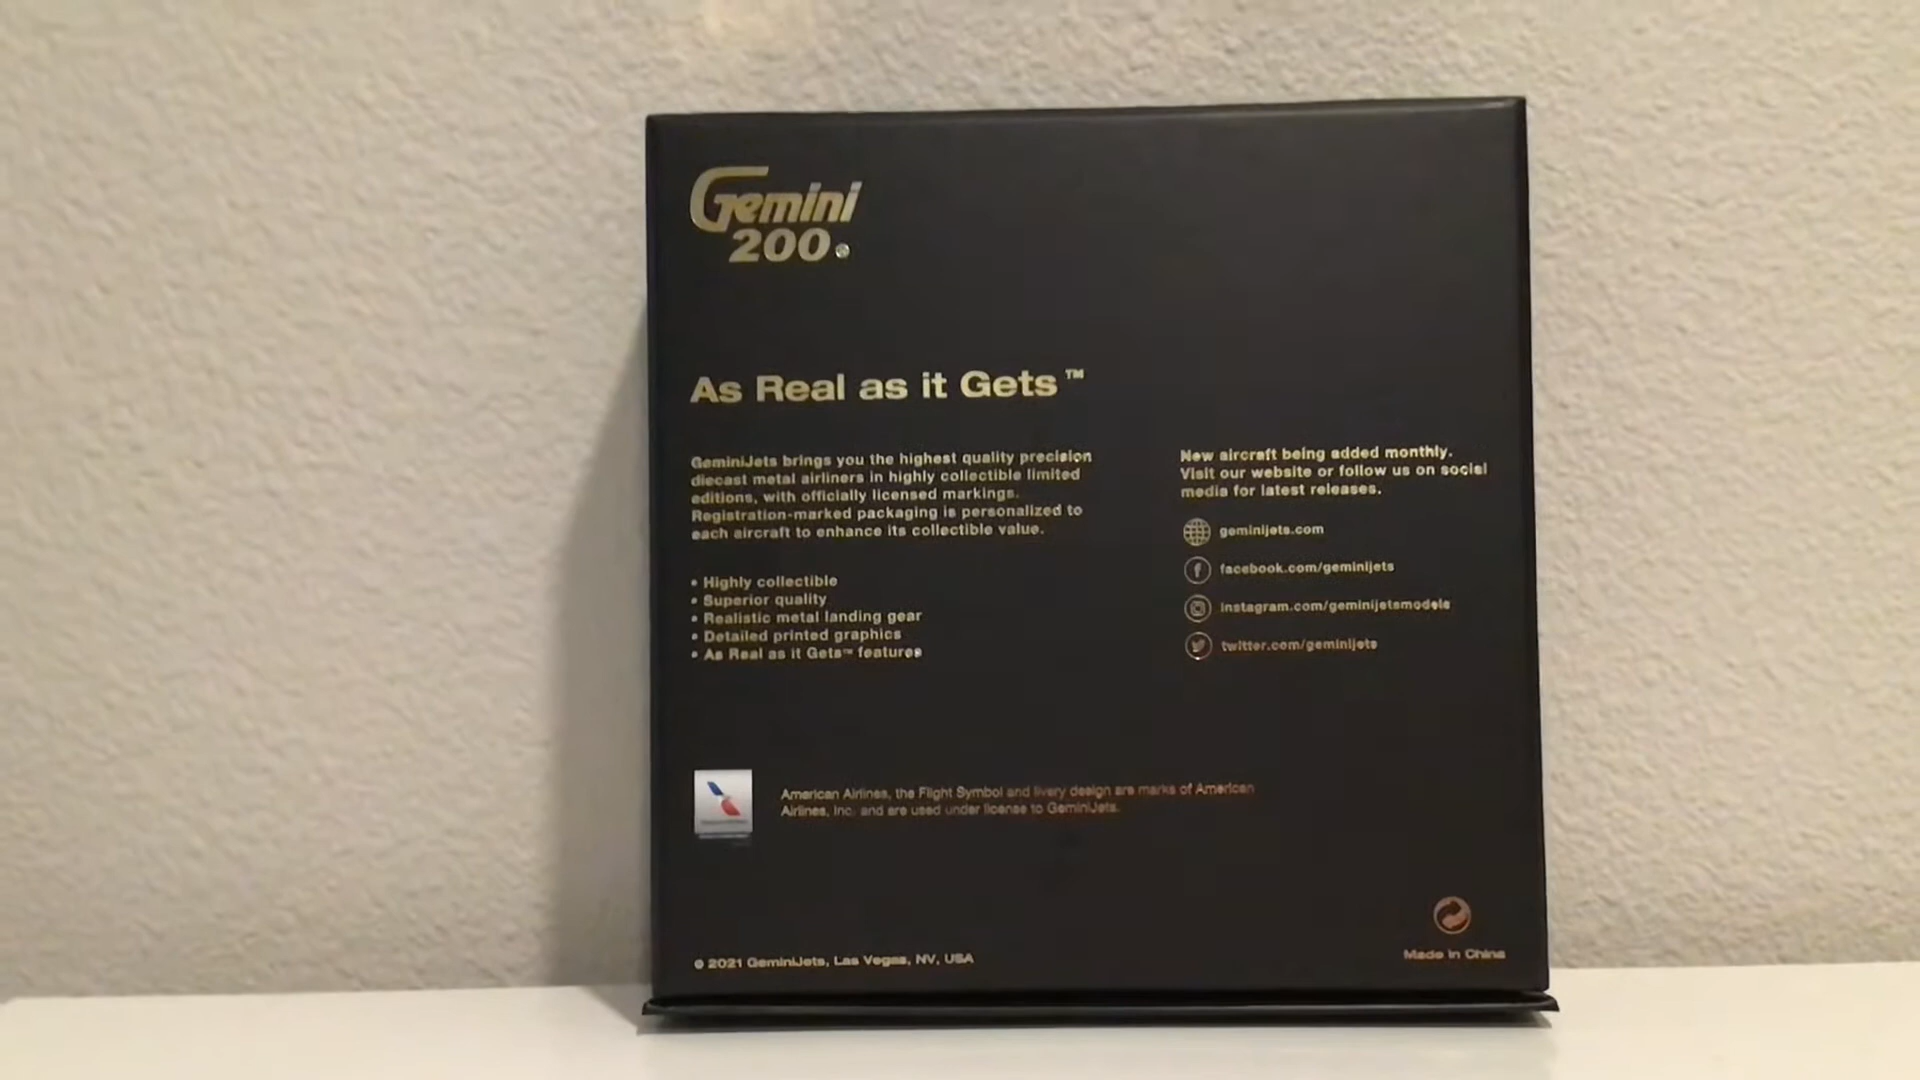 Gemini
200
As Real as it Gets™
GeminiJets brings you the highest quality precision
diecast metal airliners in highly collectible limited
editions, with officially licensed markings.
Registration-marked packaging is personalized to
each aircraft to enhance its collectible value.
• Highly collectible
• Superior quality
• Realistic metal landing gear
• Detailed printed graphics
• As Real as it Gets™ features
New aircraft being added monthly.
Visit our website or follow us on social
media for latest releases.
geminijets.com
facebook.com/geminijets
instagram.com/geminijetsmodels
twitter.com/geminijets
American Airlines, the Flight Symbol and livery design are marks of American
Airlines, Inc. and are used under license to GeminiJets.
© 2021 GeminiJets, Las Vegas, NV, USA
Made in China